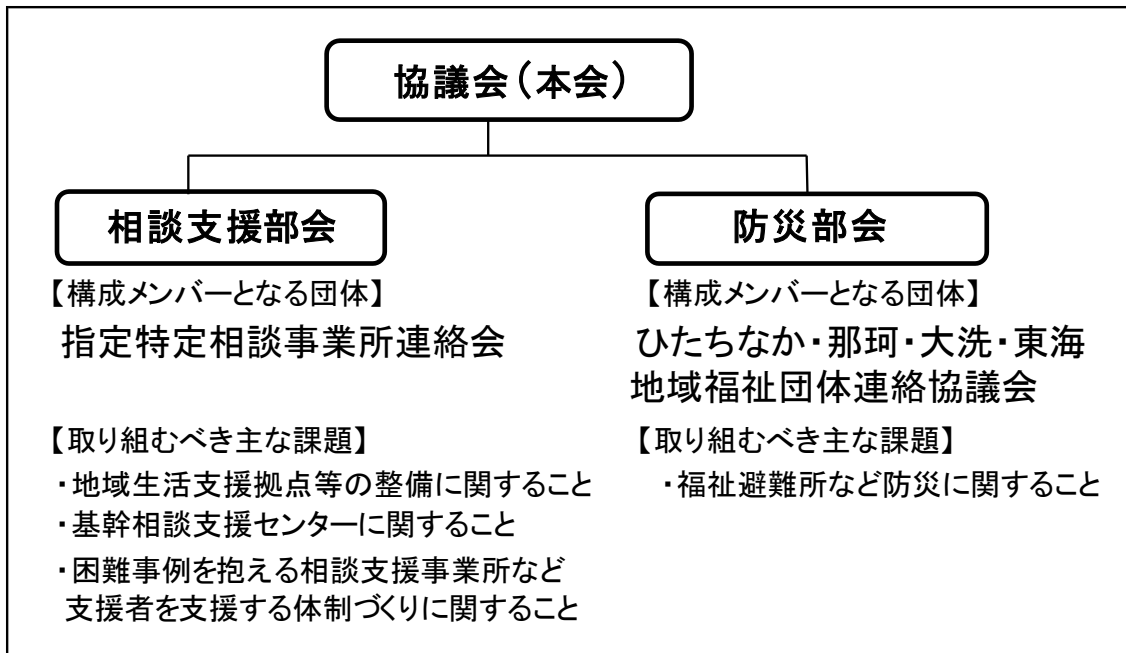 協議会(本会)
相談支援部会
【構成メンバーとなる団体】
指定特定相談事業所連絡会
【取り組むべき主な課題】
・地域生活支援拠点等の整備に関すること
・基幹相談支援センターに関すること
・困難事例を抱える相談支援事業所など
支援者を支援する体制づくりに関すること
防災部会
【構成メンバーとなる団体】
ひたちなか・那珂・大洗・東海
地域福祉団体連絡協議会
【取り組むべき主な課題】
・福祉避難所など防災に関すること